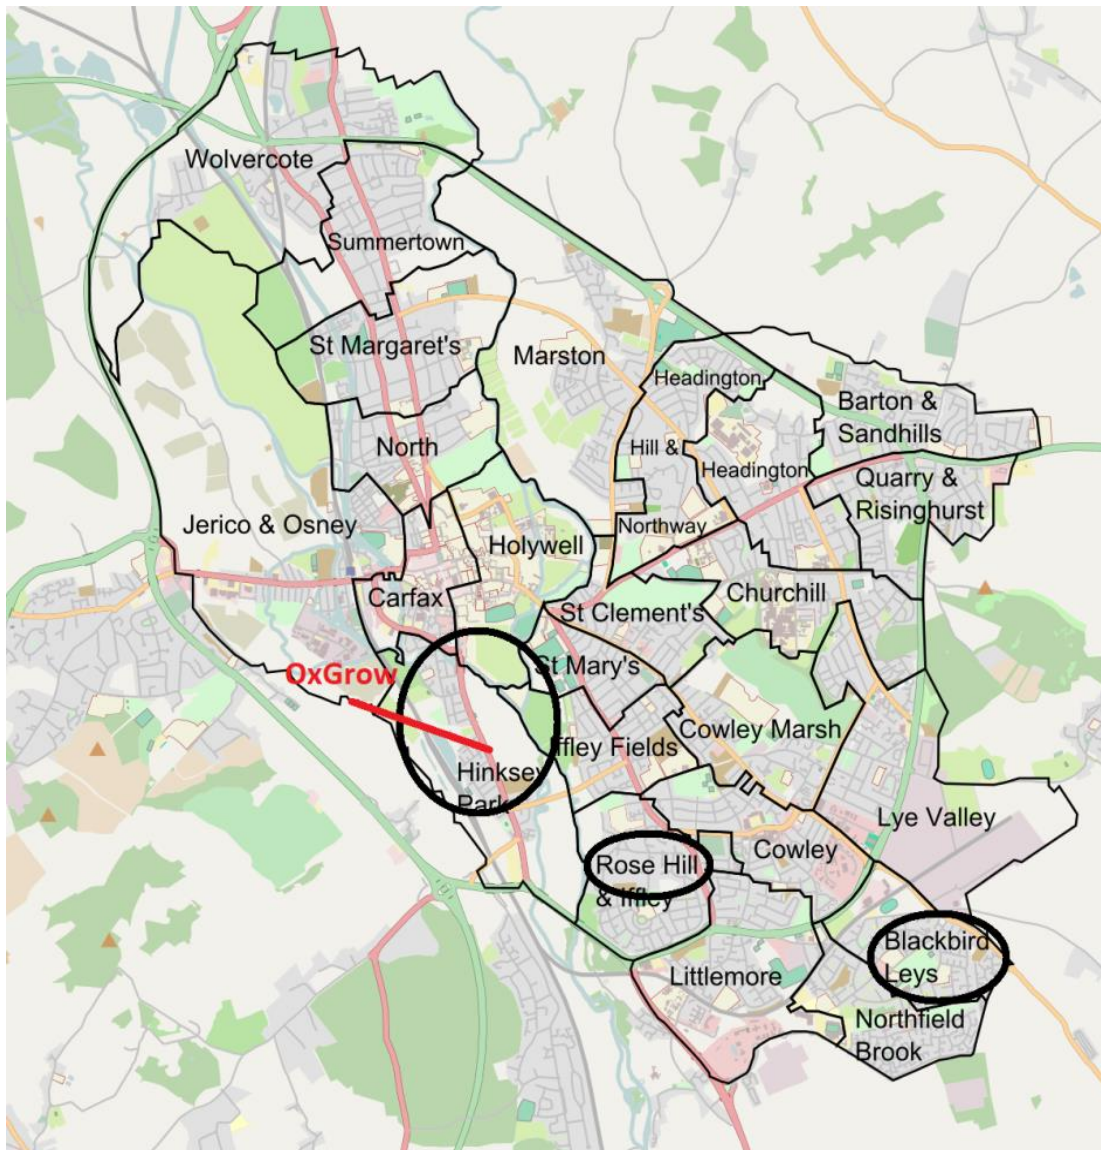 Wolvercote
Summertown
St Margaret's
Marston
Headington
Barton &
Sandhills
North
Hill &
Headington
Quarry &
Risinghurst
Jerico & Osney
Holywell
Northway
Carfax
St Clement's
Churchill
OxGrow
St Mary's
Iffley Fields
Cowley Marsh
Hinksey
Park
Lye Valley
Rose Hill
& Iffley
Cowley
Blackbird
Leys
Littlemore
Northfield
Brook